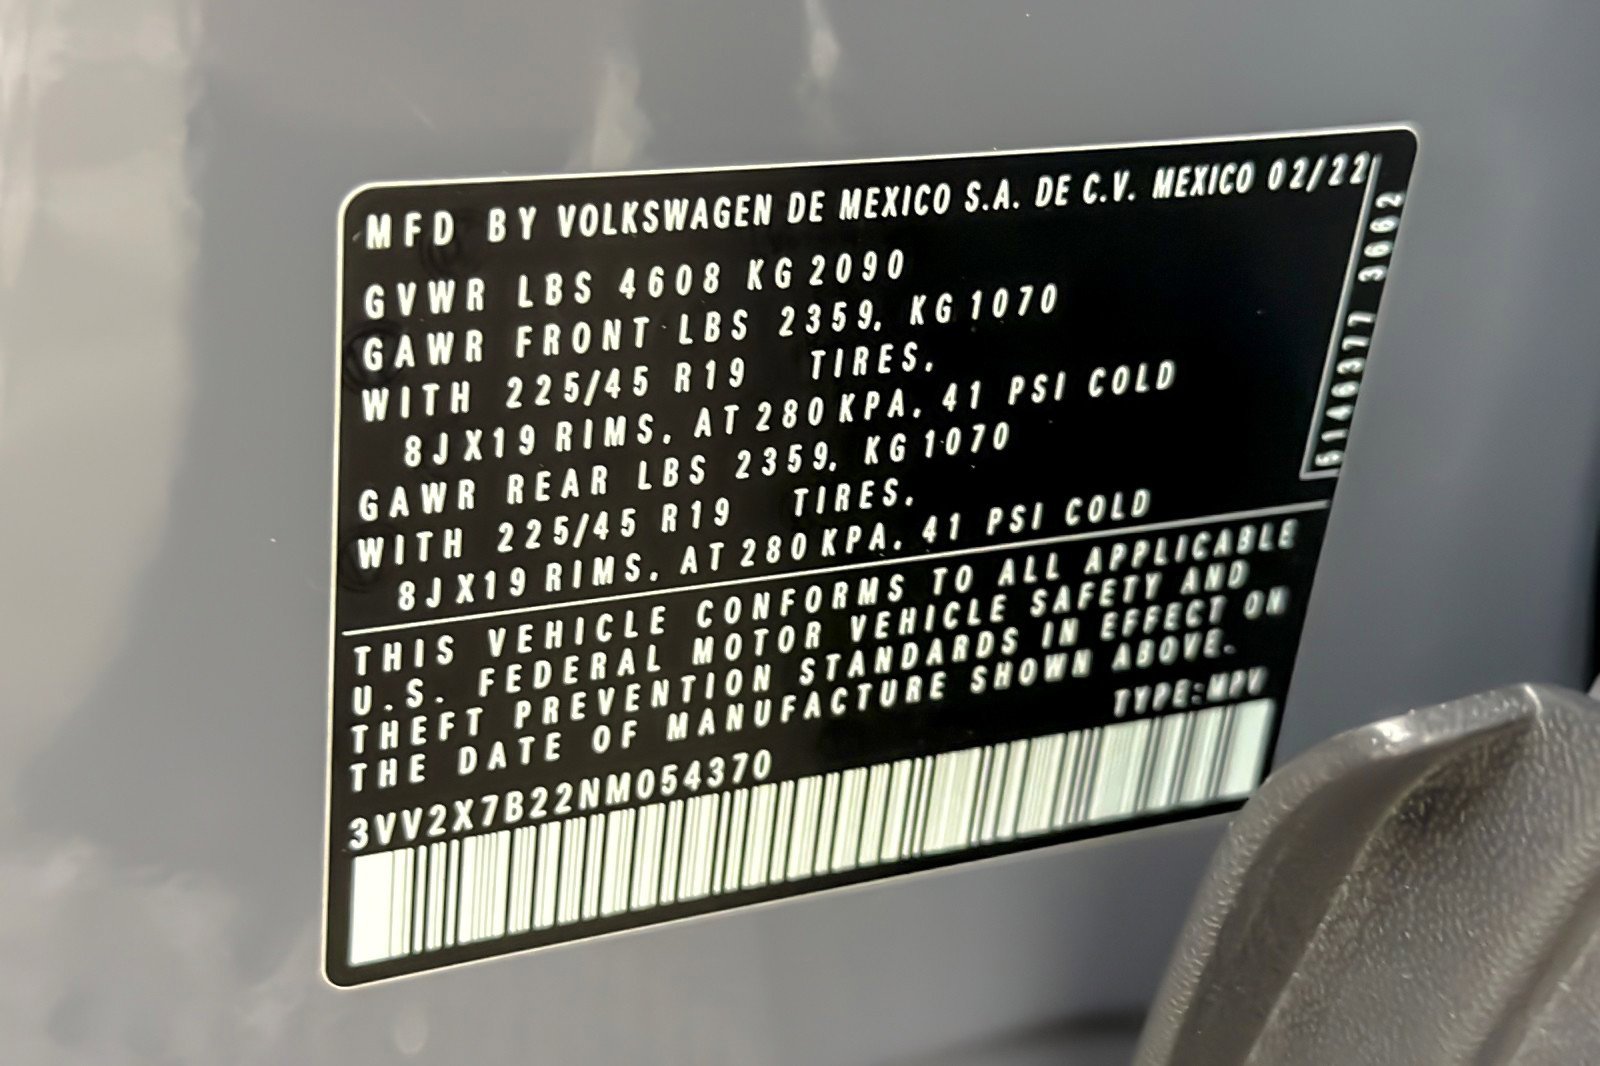 MFD BY VOLKSWAGEN DE MEXICO S.A. DE C.V. MEXICO 02/22
GVWR LBS 4608 KG 2090
GAWR FRONT LBS 2359. KG 1070
WITH 225/45 R19 TIRES.
8JX19 RIMS. AT 280 KPA. 41 PSI COLD
GAWR REAR LBS 2359. KG 1070
WITH 225/45 R19 TIRES.
8JX19 RIMS. AT 280 KPA. 41 PSI COLD
THIS VEHICLE CONFORMS TO ALL APPLICABLE
U.S. FEDERAL MOTOR VEHICLE SAFETY AND
THEFT PREVENTION STANDARDS IN EFFECT ON
THE DATE OF MANUFACTURE SHOWN ABOVE.
TYPE:MPV
3VV2X7B22NM054370
3662